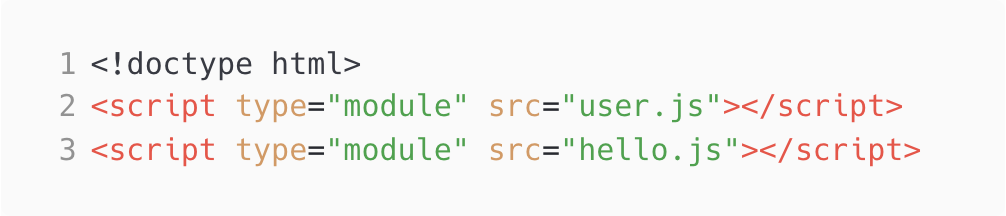 1 <!doctype html>
2 <script type="module" src="user.js"></script>
3 <script type="module" src="hello.js"></script>